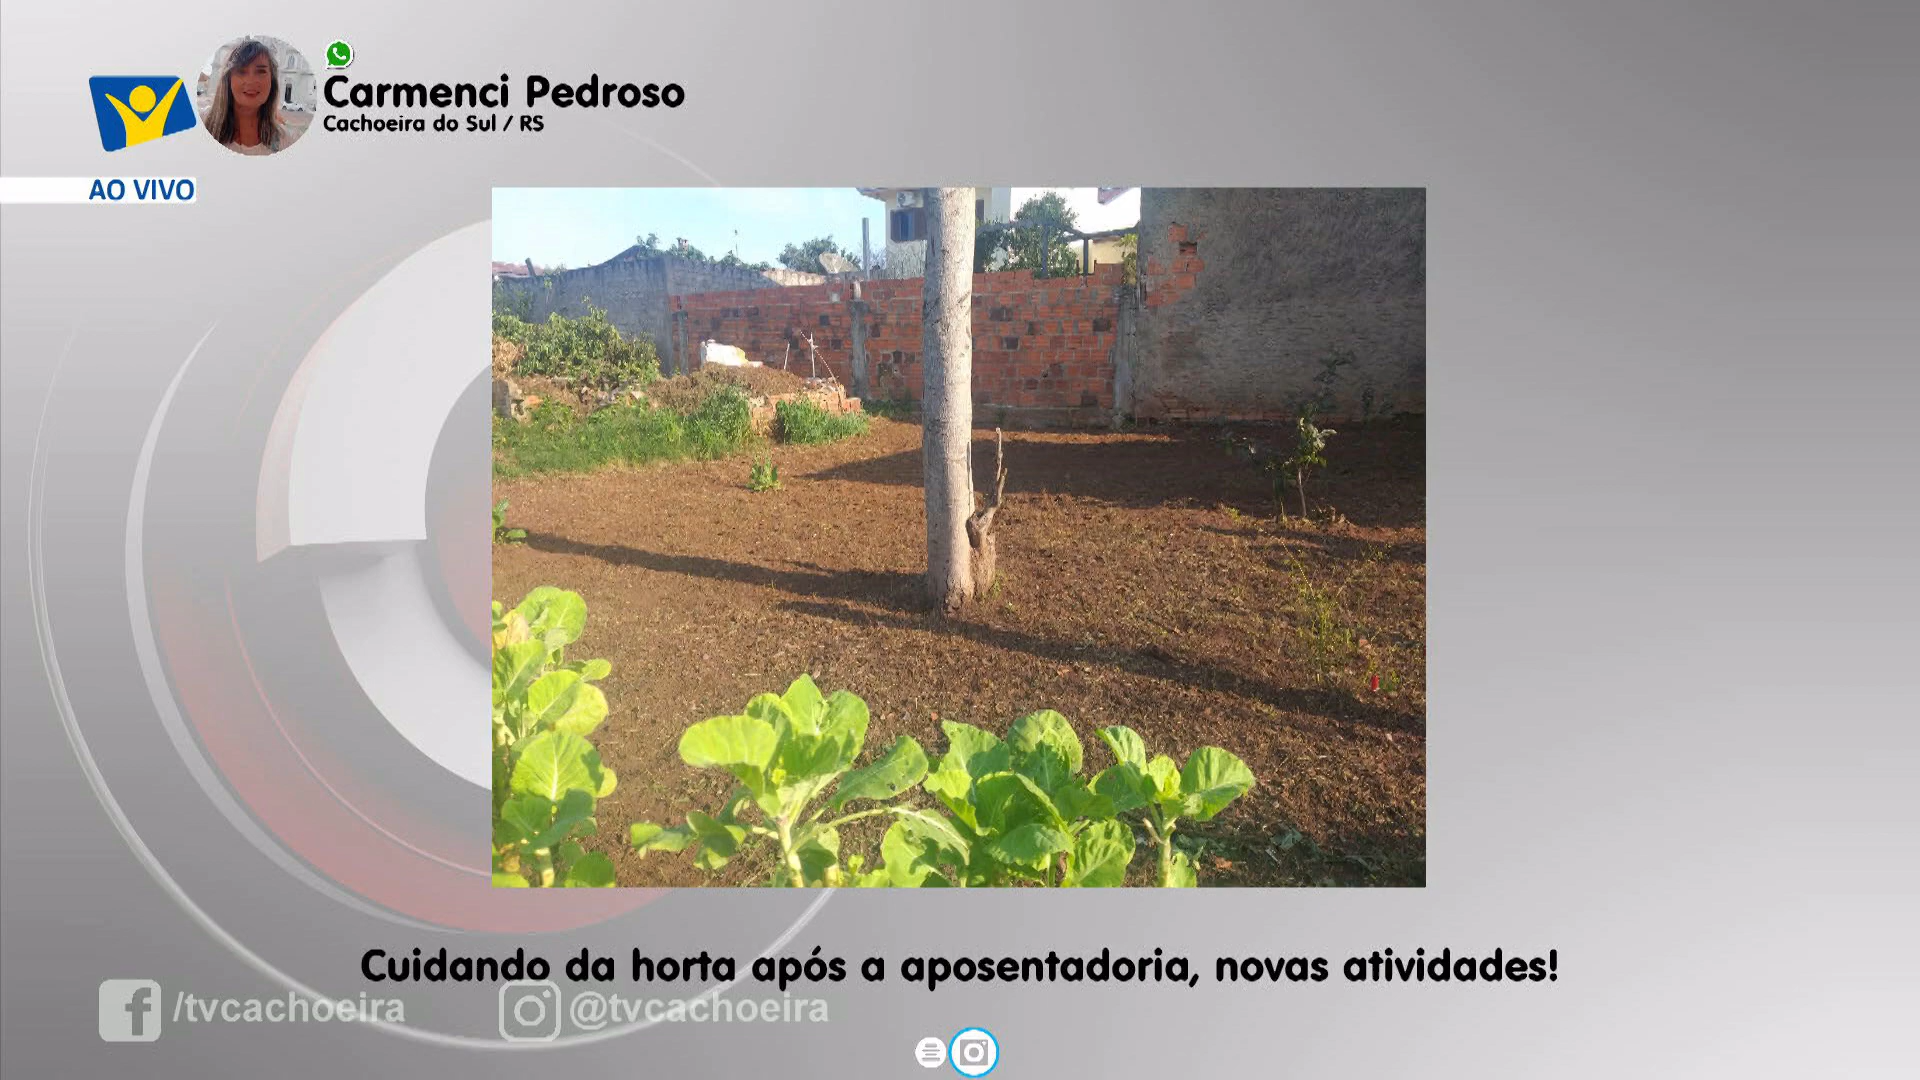 Carmenci Pedroso
Cachoeira do Sul / RS
AO VIVO
Cuidando da horta após a aposentadoria, novas atividades!
/tvcachoeira
@tvcachoeira